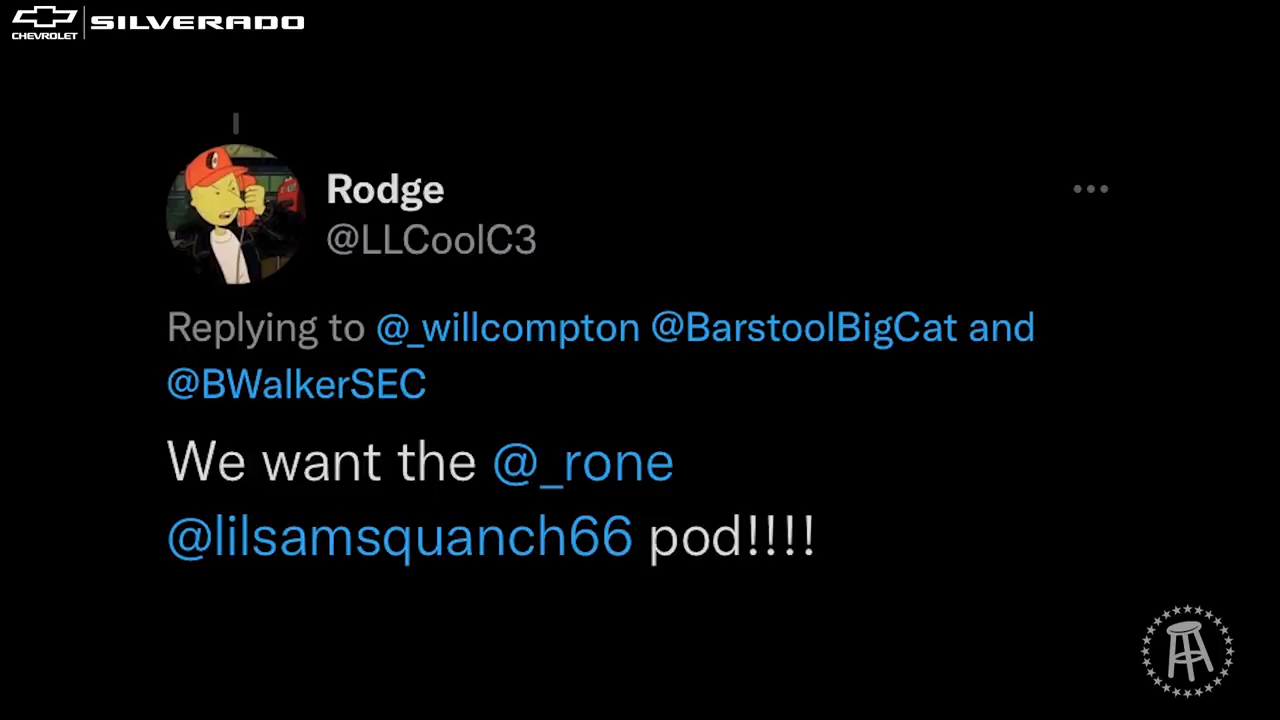 CHEVROLET SILVERADO
Rodge
@LLCoolC3
Replying to @_willcompton @BarstoolBigCat and
@BWalkerSEC
We want the @_rone
@lilsamsquanch66 pod!!!!